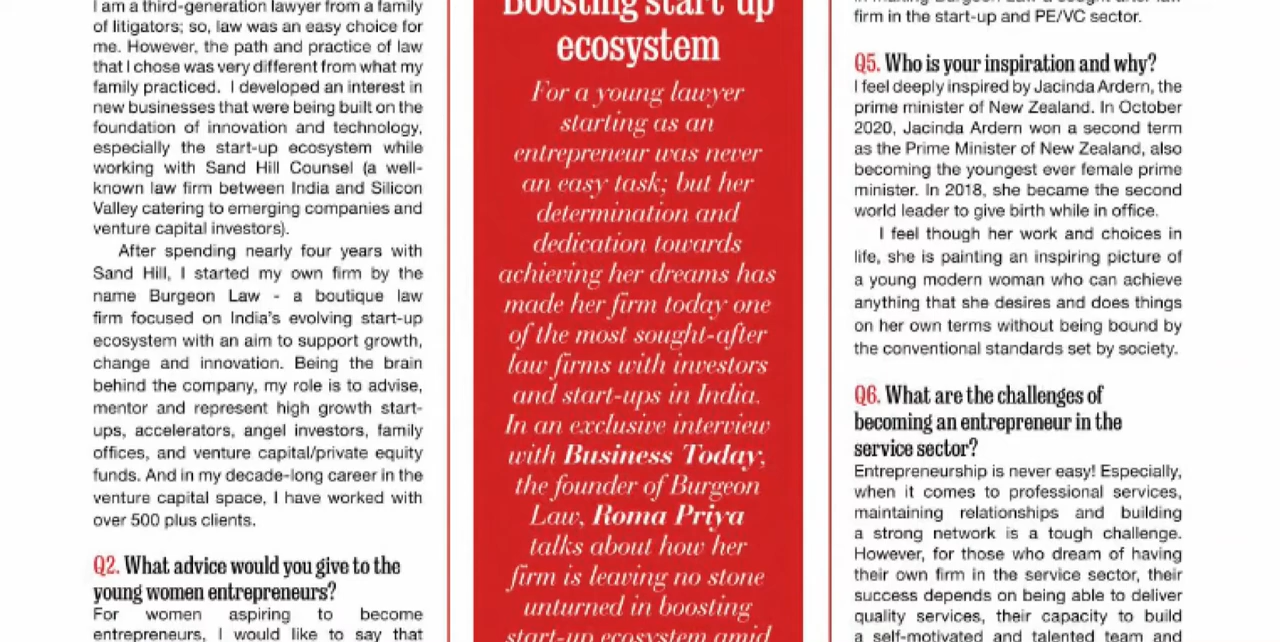 I am a third-generation lawyer from a family
of litigators; so, law was an easy choice for
me. However, the path and practice of law
that I chose was very different from what my
family practiced. I developed an interest in
new businesses that were being built on the
foundation of innovation and technology,
especially the start-up ecosystem while
working with Sand Hill Counsel (a well-
known law firm between India and Silicon
Valley catering to emerging companies and
venture capital investors).
After spending nearly four years with
Sand Hill, I started my own firm by the
name Burgeon Law - a boutique law
firm focused on India's evolving start-up
ecosystem with an aim to support growth,
change and innovation. Being the brain
behind the company, my role is to advise,
mentor and represent high growth start-
ups, accelerators, angel investors, family
offices, and venture capital/private equity
funds. And in my decade-long career in the
venture capital space, I have worked with
over 500 plus clients.
Q2. What advice would you give to the
young women entrepreneurs?
For women aspiring to become
entrepreneurs, I would like to say that
Boosting start up
ecosystem
For a young lawyer
starting as an
entrepreneur was never
an easy task; but her
determination and
dedication towards
achieving her dreams has
made her firm today one
of the most sought-after
law firms with investors
and start-ups in India.
In an exclusive interview
with Business Today,
the founder of Burgeon
Law, Roma Priya
talks about how her
firm is leaving no stone
unturned in boosting
start-up ecosystem amid
firm in the start-up and PE/VC sector.
Q5. Who is your inspiration and why?
I feel deeply inspired by Jacinda Ardern, the
prime minister of New Zealand. In October
2020, Jacinda Ardern won a second term
as the Prime Minister of New Zealand, also
becoming the youngest ever female prime
minister. In 2018, she became the second
world leader to give birth while in office.
I feel though her work and choices in
life, she is painting an inspiring picture of
a young modern woman who can achieve
anything that she desires and does things
on her own terms without being bound by
the conventional standards set by society.
Q6. What are the challenges of
becoming an entrepreneur in the
service sector?
Entrepreneurship is never easy! Especially,
when it comes to professional services,
maintaining relationships and building
a strong network is a tough challenge.
However, for those who dream of having
their own firm in the service sector, their
success depends on being able to deliver
quality services, their capacity to build
a self-motivated and talented team and